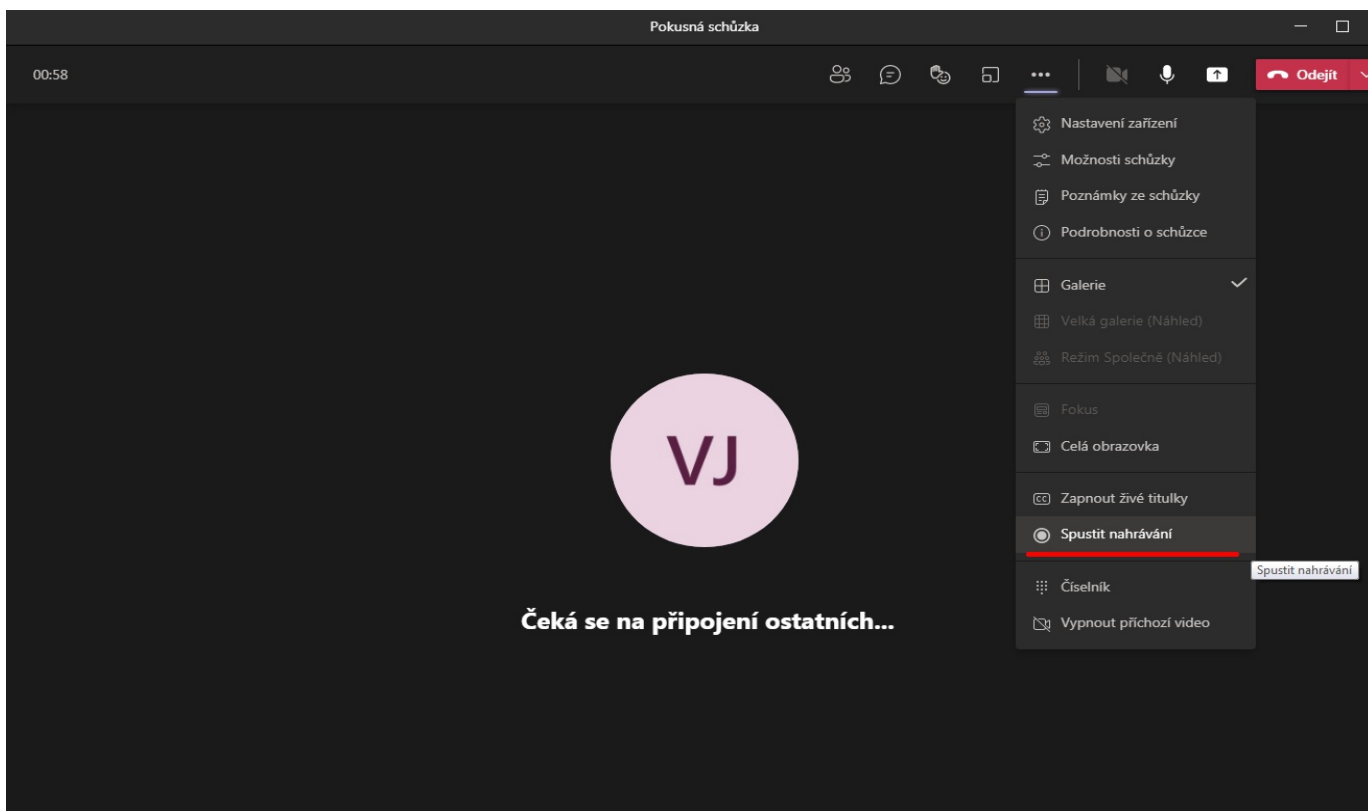 Pokusná schůzka
00:58
Odejít
Nastavení zařízení
Možnosti schůzky
Poznámky ze schůzky
Podrobnosti o schůzce
Galerie
Velká galerie (Náhled)
Režim Společně (Náhled)
Fokus
Celá obrazovka
CC Zapnout živé titulky
Spustit nahrávání
Spustit nahrávání
Číselník
Vypnout příchozí video
VJ
Čeká se na připojení ostatních...